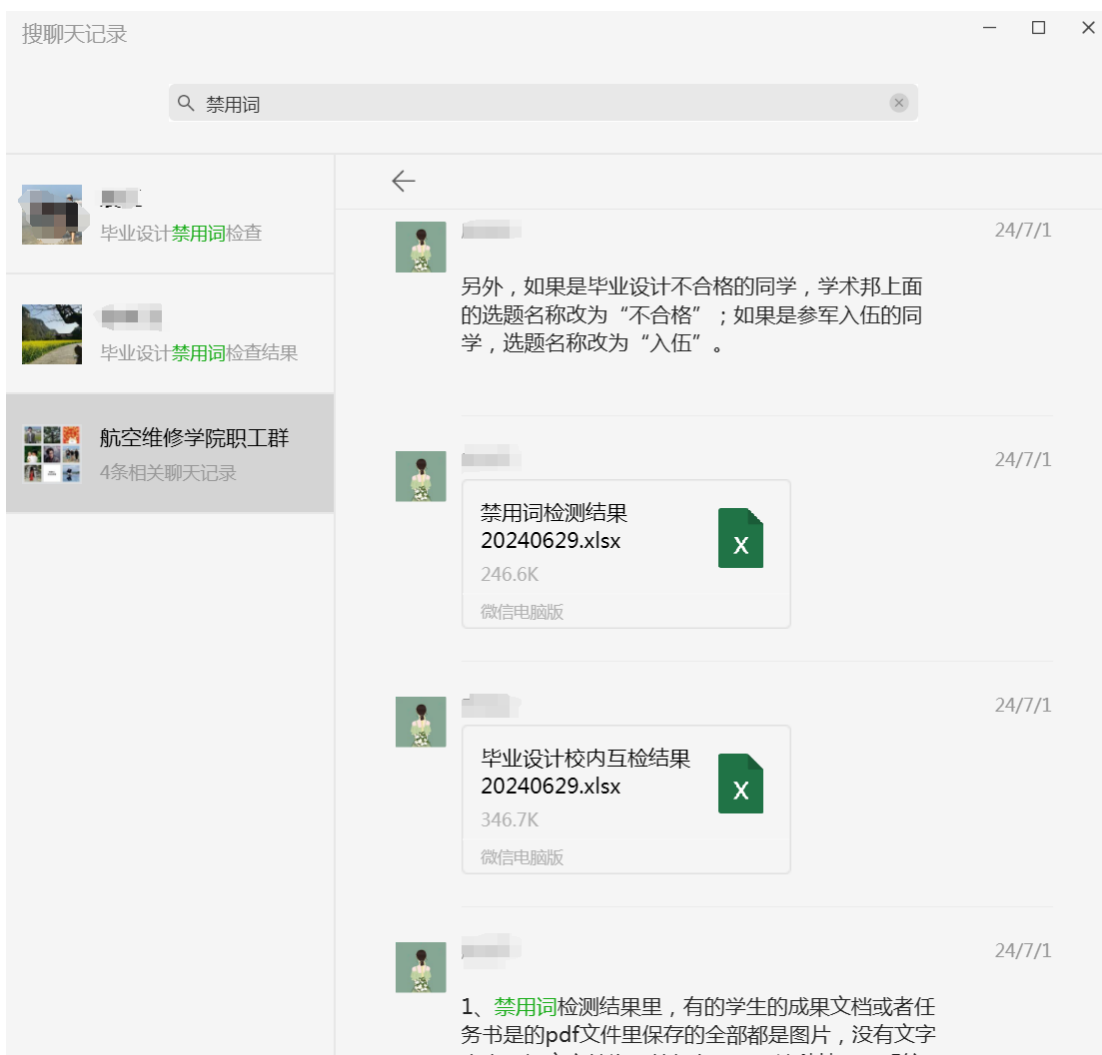 搜聊天记录
禁用词
毕业设计禁用词检查
毕业设计禁用词检查结果
航空维修学院职工群
4条相关聊天记录
24/7/1
另外，如果是毕业设计不合格的同学，学术邦上面
的选题名称改为“不合格”；如果是参军入伍的同
学，选题名称改为“入伍”。
24/7/1
禁用词检测结果
20240629.xlsx
X
246.6K
微信电脑版
24/7/1
毕业设计校内互检结果
20240629.xlsx
X
346.7K
微信电脑版
24/7/1
1、禁用词检测结果里，有的学生的成果文档或者任
务书是的pdf文件里保存的全部都是图片，没有文字